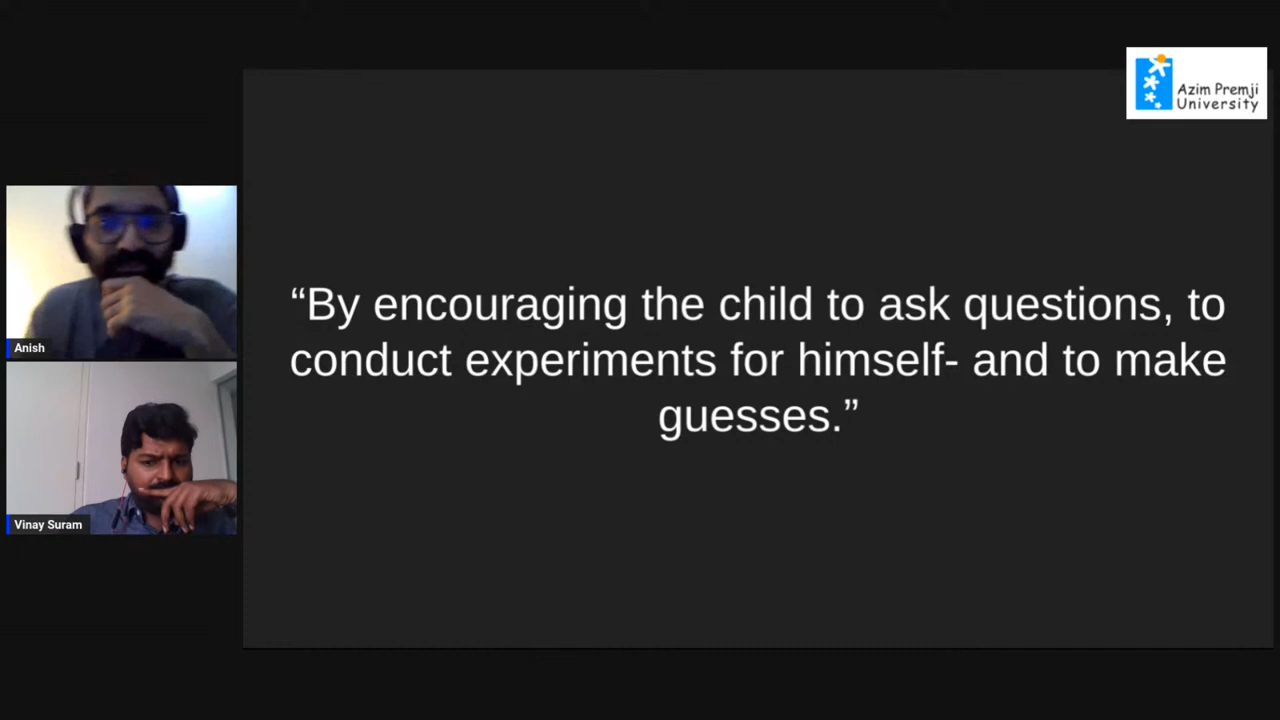 Azim Premji
University
“By encouraging the child to ask questions, to
conduct experiments for himself- and to make
guesses.”
Anish
Vinay Suram